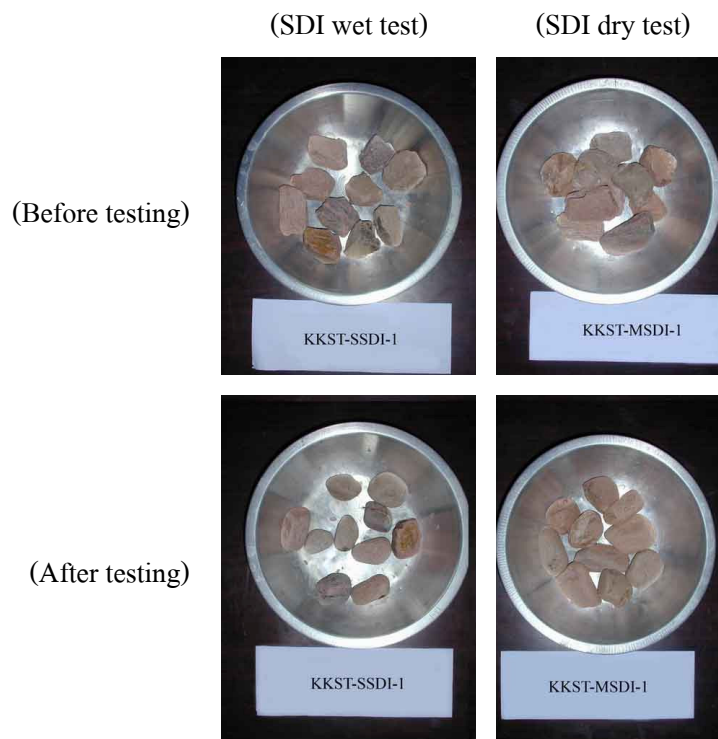 (SDI wet test)
(SDI dry test)
(Before testing)
KKST-SSDI-1
KKST-MSDI-1
(After testing)
KKST-SSDI-1
KKST-MSDI-1